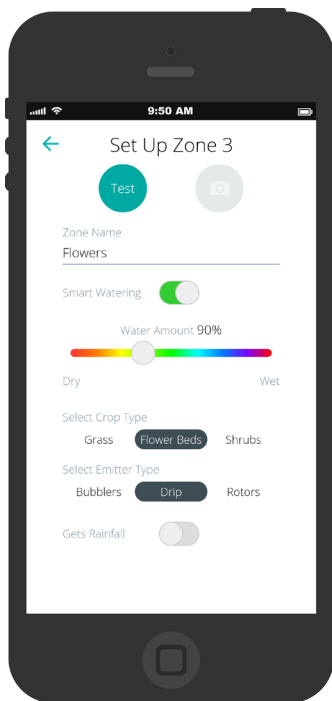 9:50 AM
Set Up Zone 3
Test
Zone Name
Flowers
Smart Watering
Water Amount 90%
Dry Wet
Select Crop Type
Grass Flower Beds Shrubs
Select Emitter Type
Bubblers Drip Rotors
Gets Rainfall